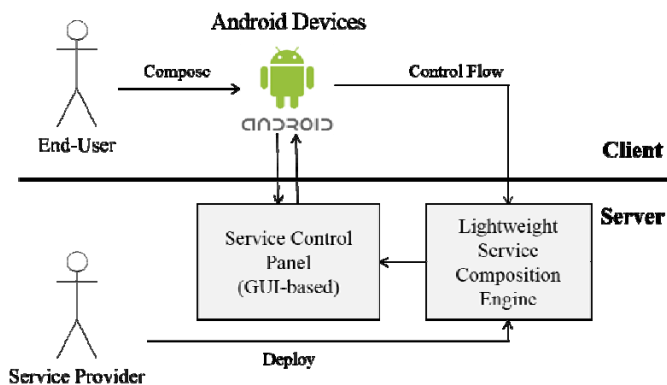 Android Devices
Compose
Control Flow
ANDROID
End-User
Client
Server
Service Control
Panel
(GUI-based)
Lightweight
Service
Composition
Engine
Service Provider
Deploy